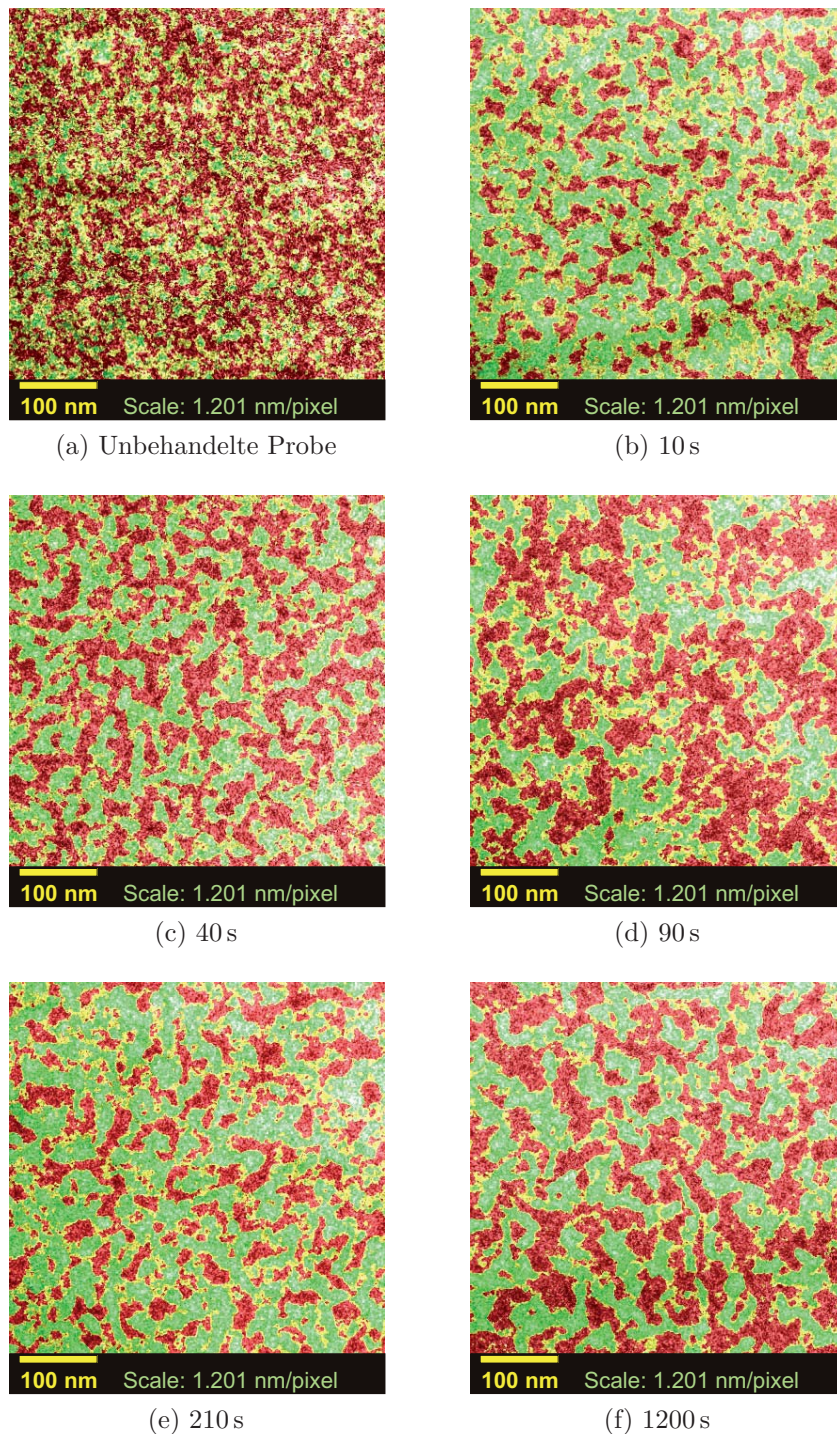 100 nm Scale: 1.201 nm/pixel
(a) Unbehandelte Probe
100 nm Scale: 1.201 nm/pixel
(b) 10 s
100 nm Scale: 1.201 nm/pixel
(c) 40 s
100 nm Scale: 1.201 nm/pixel
(d) 90 s
100 nm Scale: 1.201 nm/pixel
(e) 210 s
100 nm Scale: 1.201 nm/pixel
(f) 1200 s